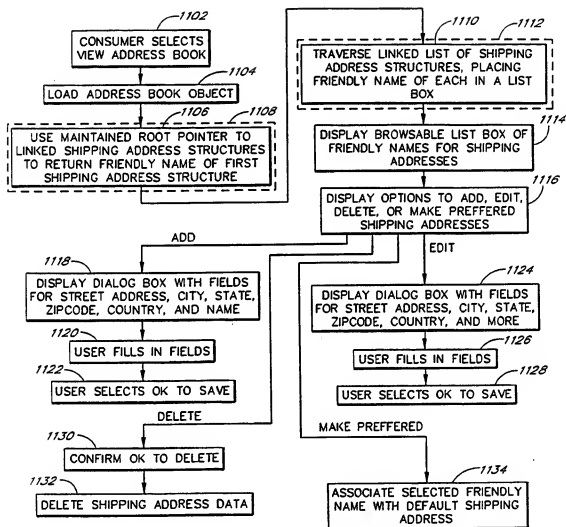 1102
CONSUMER SELECTS
VIEW ADDRESS BOOK
1104
LOAD ADDRESS BOOK OBJECT
1106
1108
USE MAINTAINED ROOT POINTER TO
LINKED SHIPPING ADDRESS STRUCTURES
TO RETURN FRIENDLY NAME OF FIRST
SHIPPING ADDRESS STRUCTURE
1110
1112
TRAVERSE LINKED LIST OF SHIPPING
ADDRESS STRUCTURES, PLACING
FRIENDLY NAME OF EACH IN A LIST
BOX
1114
DISPLAY BROWSABLE LIST BOX OF
FRIENDLY NAMES FOR SHIPPING
ADDRESSES
1116
DISPLAY OPTIONS TO ADD, EDIT,
DELETE, OR MAKE PREFFERED
SHIPPING ADDRESSES
ADD
EDIT
1118
DISPLAY DIALOG BOX WITH FIELDS
FOR STREET ADDRESS, CITY, STATE,
ZIPCODE, COUNTRY, AND NAME
1120
USER FILLS IN FIELDS
1122
USER SELECTS OK TO SAVE
1124
DISPLAY DIALOG BOX WITH FIELDS
FOR STREET ADDRESS, CITY, STATE,
ZIPCODE, COUNTRY, AND MORE
1126
USER FILLS IN FIELDS
1128
USER SELECTS OK TO SAVE
DELETE
1130
CONFIRM OK TO DELETE
1132
DELETE SHIPPING ADDRESS DATA
MAKE PREFFERED
1134
ASSOCIATE SELECTED FRIENDLY
NAME WITH DEFAULT SHIPPING
ADDRESS